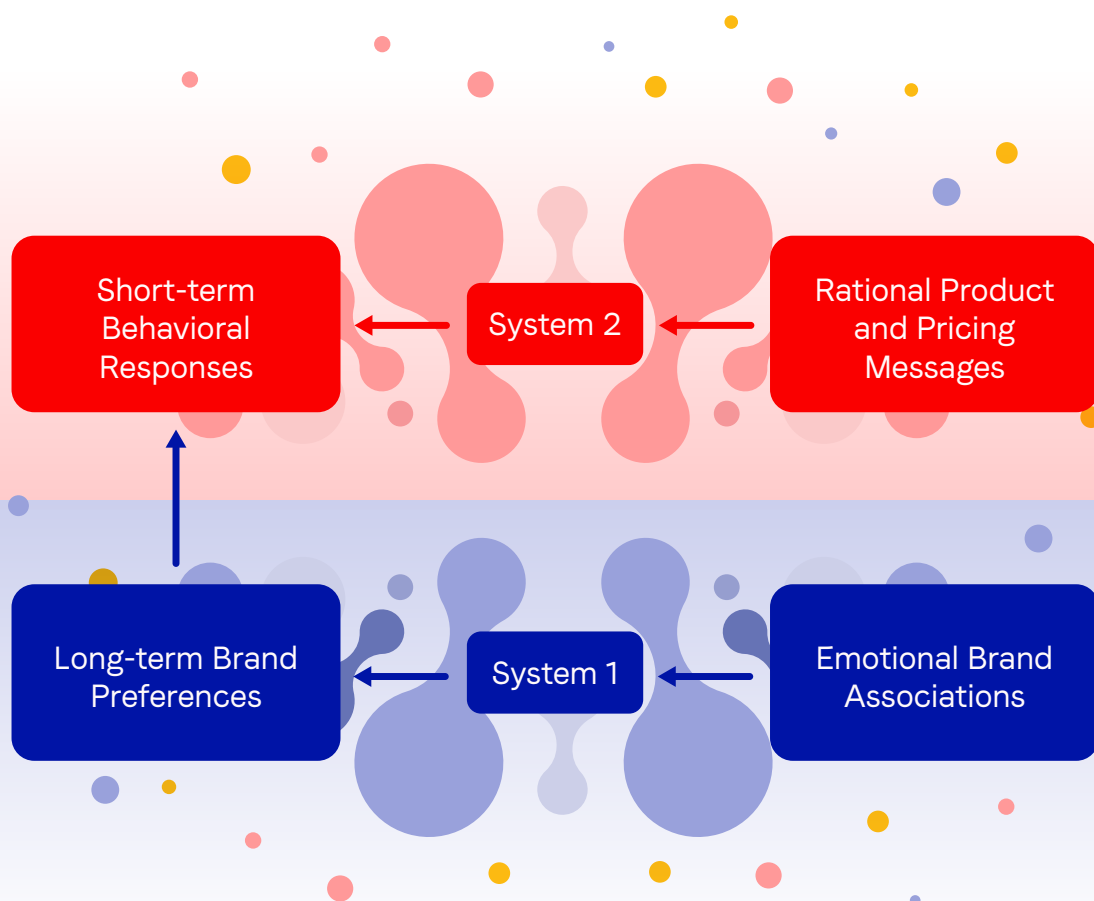 Short-term
Behavioral
Responses
System 2
Rational Product
and Pricing
Messages
Long-term Brand
Preferences
System 1
Emotional Brand
Associations